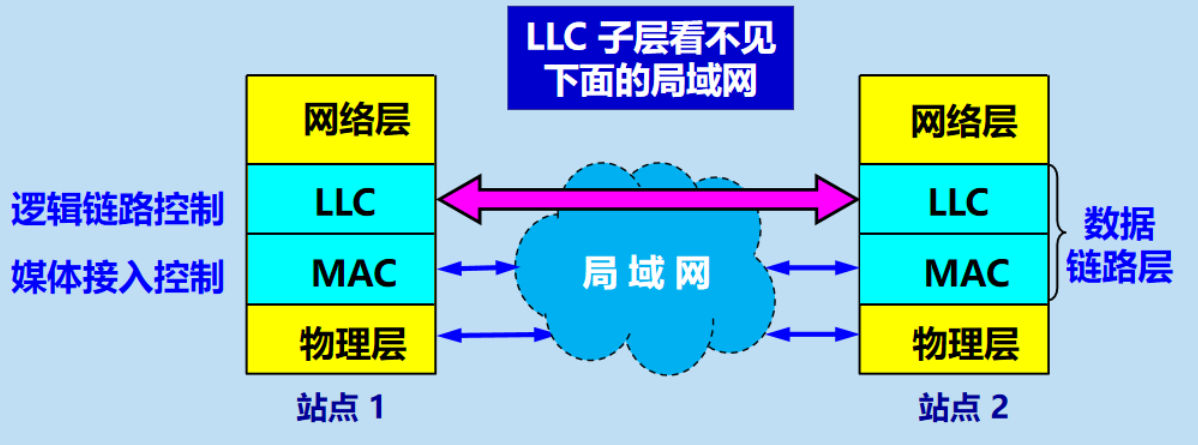 LLC 子层看不见
下面的局域网
网络层
网络层
逻辑链路控制
LLC
LLC
数据
链路层
媒体接入控制
MAC
局 域 网
MAC
物理层
物理层
站点 1
站点 2